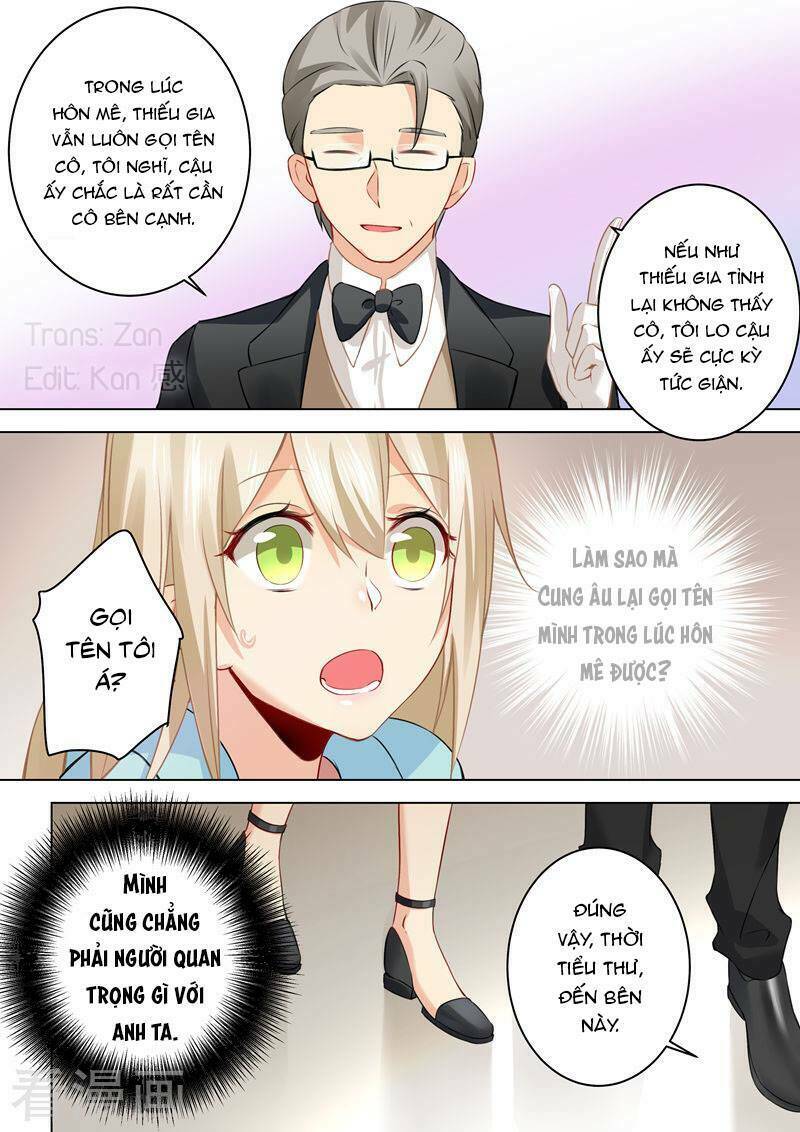 TRONG LÚC
HÔN MÊ, THIẾU GIA
VẪN LUÔN GỌI TÊN
CÔ, TÔI NGHĨ, CẬU
ẤY CHẮC LÀ RẤT CẦN
CÔ BÊN CẠNH.
NẾU NHƯ
THIẾU GIA TỈNH
LẠI KHÔNG THẤY
CÔ, TÔI LO CẬU
ẤY SẼ CỰC KỲ
TỨC GIẬN.
Trans: Zan
Edit: Kan 感
GỌI
TÊN TÔI
Á?
LÀM SAO MÀ
CUNG ÂU LẠI GỌI TÊN
MÌNH TRONG LÚC HÔN
MÊ ĐƯỢC?
MÌNH
CŨNG CHẲNG
PHẢI NGƯỜI QUAN
TRỌNG GÌ VỚI
ANH TA.
ĐÚNG
VẬY, THỜI
TIỂU THƯ,
ĐẾN BÊN
NÀY.
看漫画